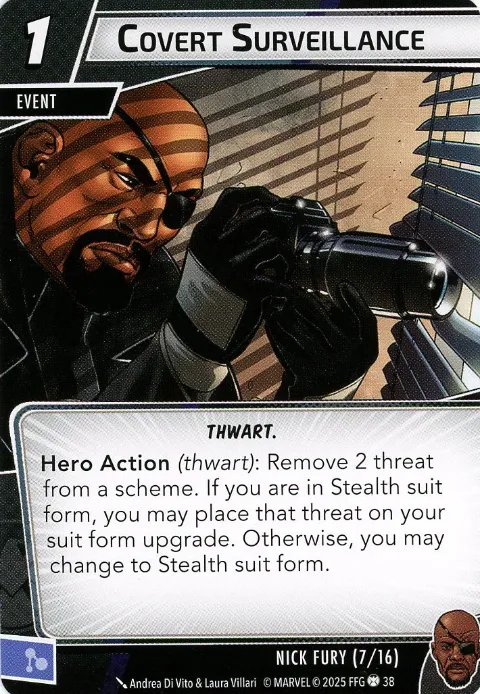 1
COVERT SURVEILLANCE
EVENT
THWART.
Hero Action (thwart): Remove 2 threat
from a scheme. If you are in Stealth suit
form, you may place that threat on your
suit form upgrade. Otherwise, you may
change to Stealth suit form.
NICK FURY (7/16)
Andrea Di Vito & Laura Villari © MARVEL © 2025 FFG 38